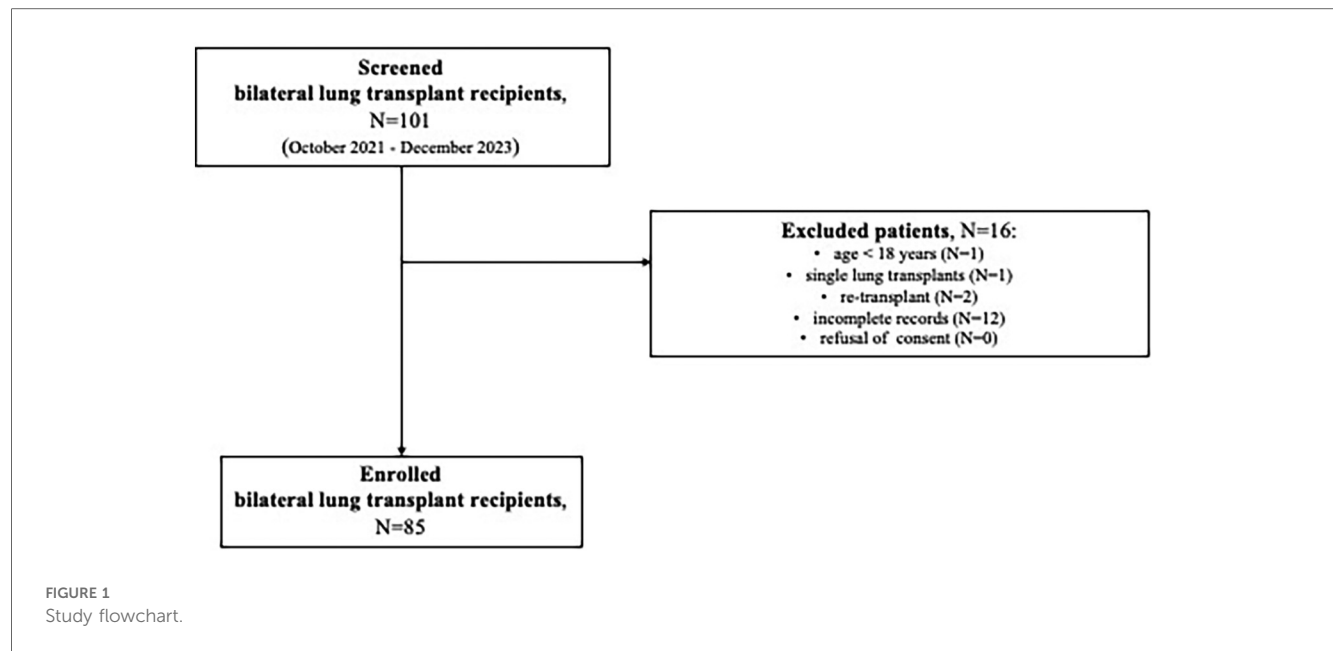 Screened
bilateral lung transplant recipients,
N=101
(October 2021 - December 2023)
Excluded patients, N=16:
• age < 18 years (N=1)
• single lung transplants (N=1)
• re-transplant (N=2)
• incomplete records (N=12)
• refusal of consent (N=0)
Enrolled
bilateral lung transplant recipients,
N=85
FIGURE 1
Study flowchart.